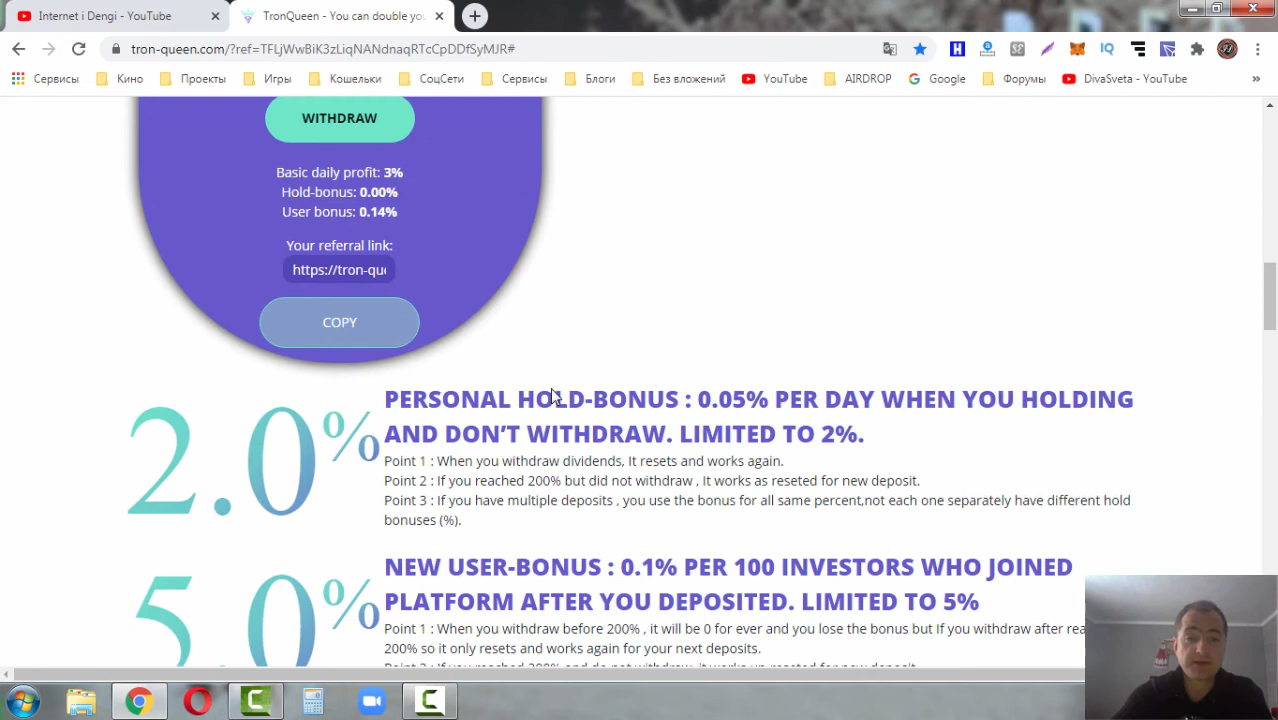 Internet i Dengi - YouTube
TronQueen - You can double you
tron-queen.com/?ref=TFLjWwBiK3zLiqNANdnaqRTcCpDDfSyMJR#
Сервисы
Кино
Проекты
Игры
Кошельки
СоцСети
Сервисы
Блоги
Без вложений
YouTube
AIRDROP
Google
Форумы
DivaSveta - YouTube
WITHDRAW
Basic daily profit: 3%
Hold-bonus: 0.00%
User bonus: 0.14%
Your referral link:
https://tron-que
COPY
2.0%
PERSONAL HOLD-BONUS : 0.05% PER DAY WHEN YOU HOLDING
AND DON’T WITHDRAW. LIMITED TO 2%.
Point 1 : When you withdraw dividends, It resets and works again.
Point 2 : If you reached 200% but did not withdraw , It works as reseted for new deposit.
Point 3 : If you have multiple deposits , you use the bonus for all same percent,not each one separately have different hold
bonuses (%).
5.0%
NEW USER-BONUS : 0.1% PER 100 INVESTORS WHO JOINED
PLATFORM AFTER YOU DEPOSITED. LIMITED TO 5%
Point 1 : When you withdraw before 200% , it will be 0 for ever and you lose the bonus but If you withdraw after rea
200% so it only resets and works again for your next deposits.